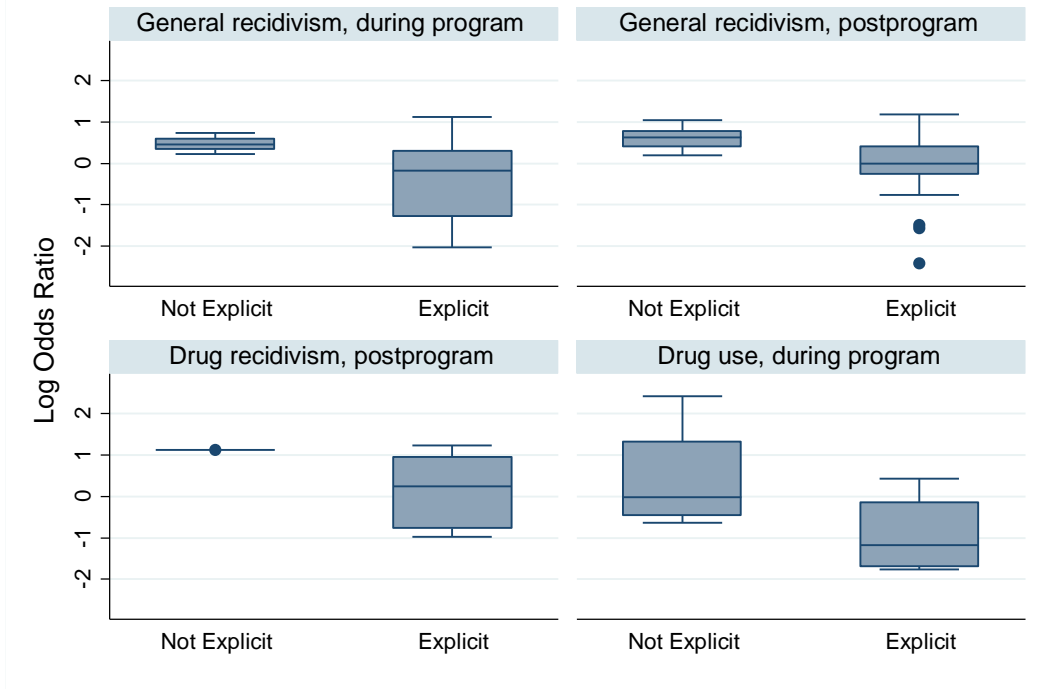 General recidivism, during program
General recidivism, postprogram
2
1
0
-1
-2
Not Explicit
Explicit
Not Explicit
Explicit
Log Odds Ratio
Drug recidivism, postprogram
Drug use, during program
2
1
0
-1
-2
Not Explicit
Explicit
Not Explicit
Explicit